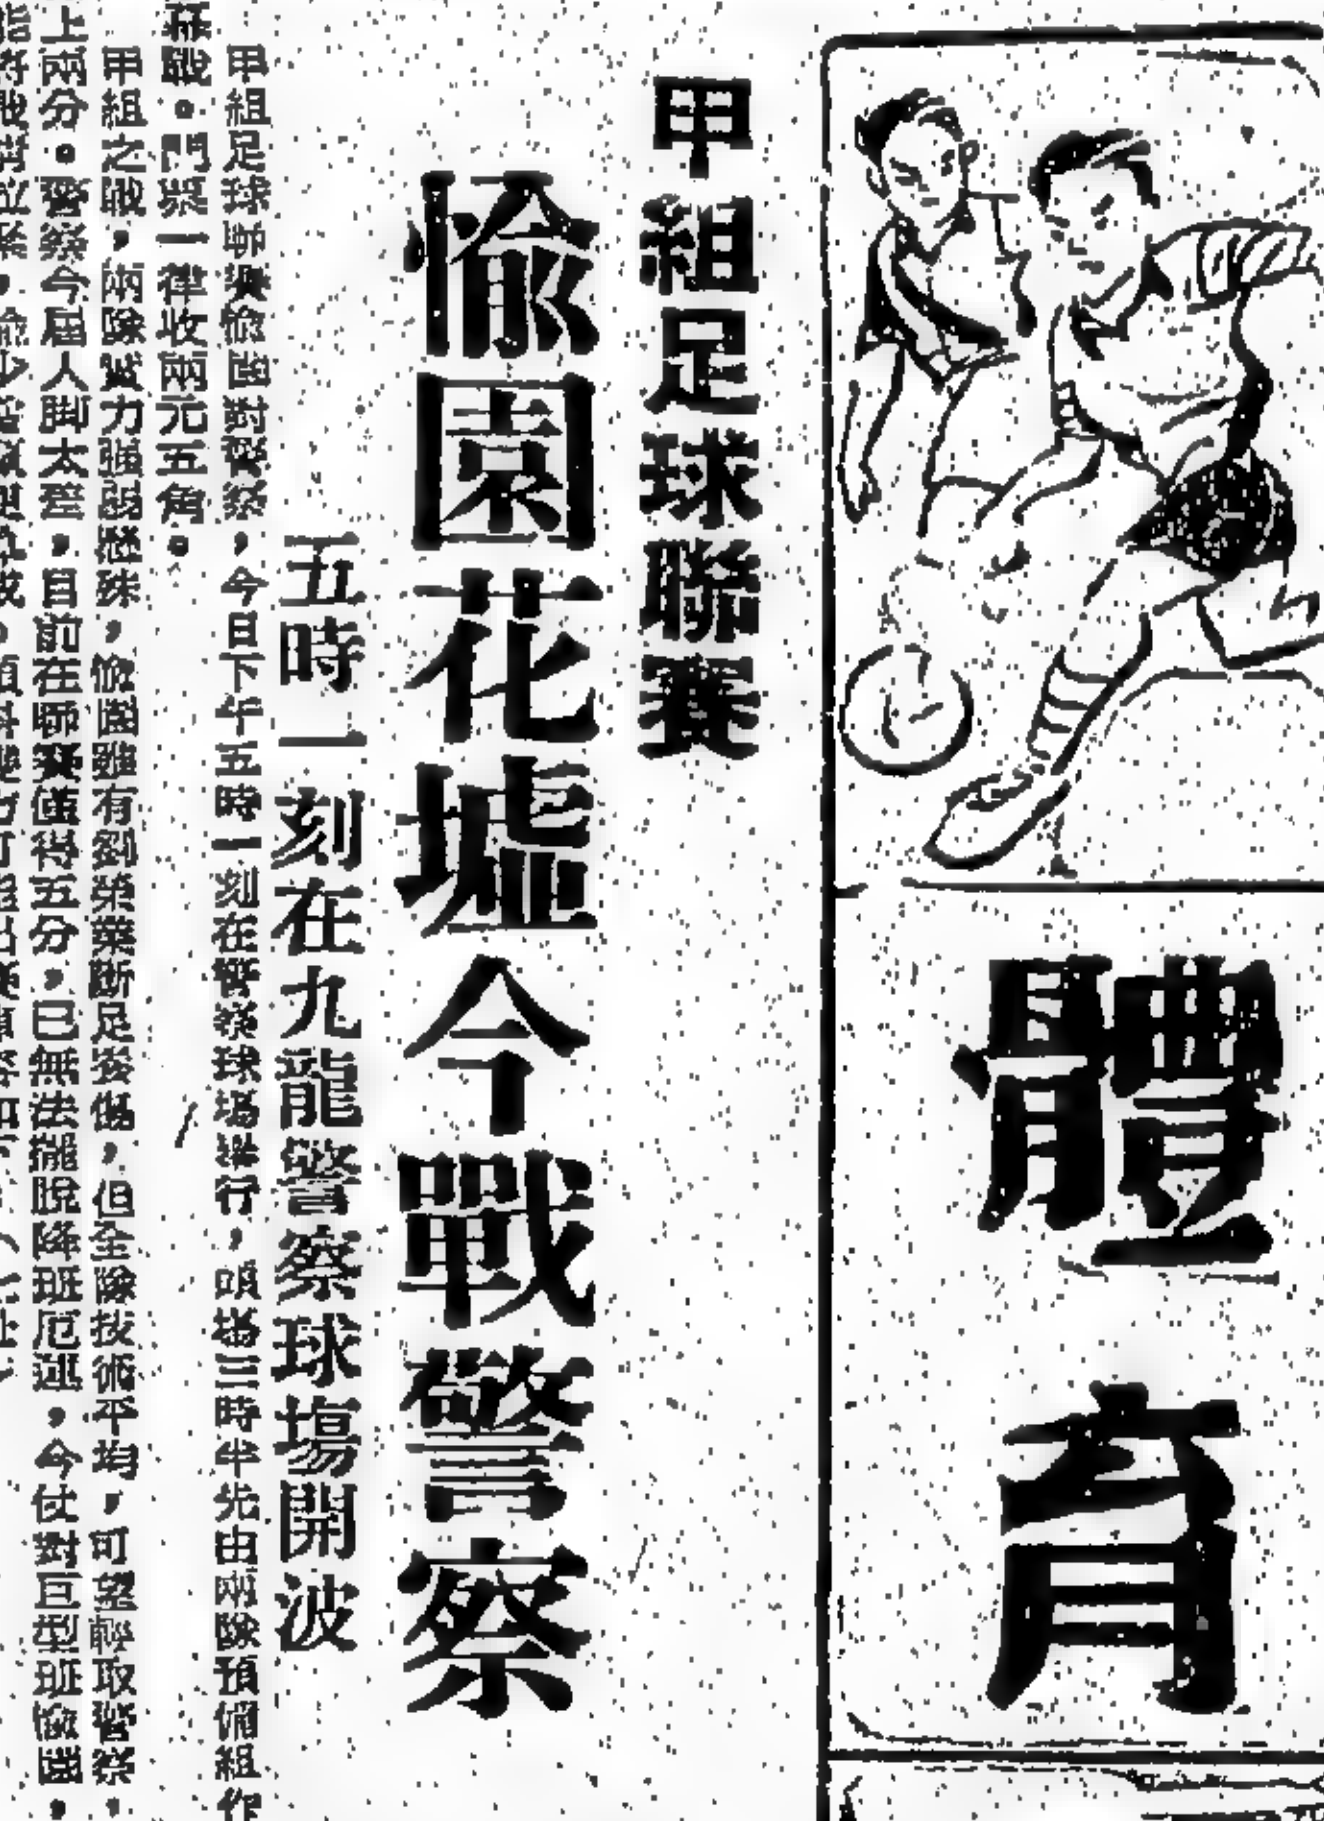 體育
甲組足球聯賽
愉園花墟今戰警察
五時一刻在九龍警察球塲開波
甲組足球聯賽愉園對警察,今日下午五時一刻在警察球塲舉行,頭塲三時半先由兩隊預備組作
戰。門票一律收兩元五角。
甲組之戰,兩隊實力強弱懸殊,愉園雖有劉榮業斷足後傷,但全隊技術平均,可望輕取警察,
上兩分。警察今屆人脚太差,目前在聯賽僅得五分,已無法擺脫降班厄運,今仗對巨型班愉園,